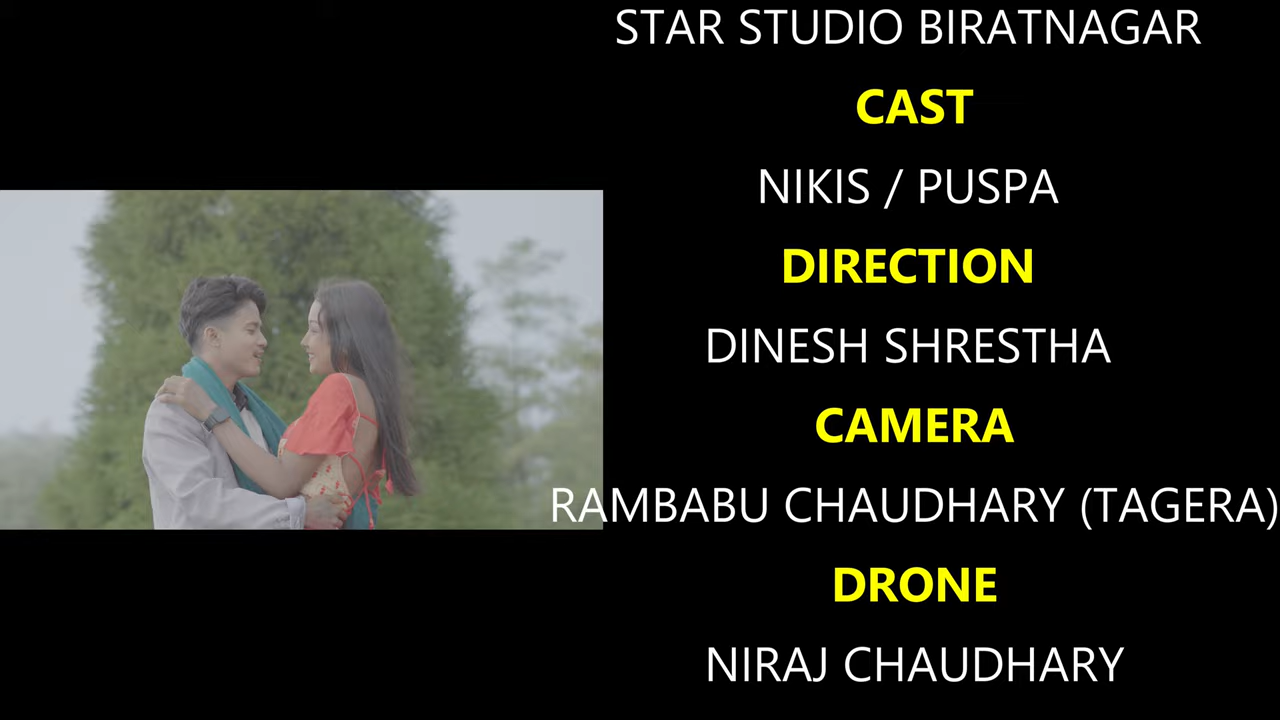 STAR STUDIO BIRATNAGAR
CAST
NIKIS / PUSPA
DIRECTION
DINESH SHRESTHA
CAMERA
RAMBABU CHAUDHARY (TAGERA)
DRONE
NIRAJ CHAUDHARY